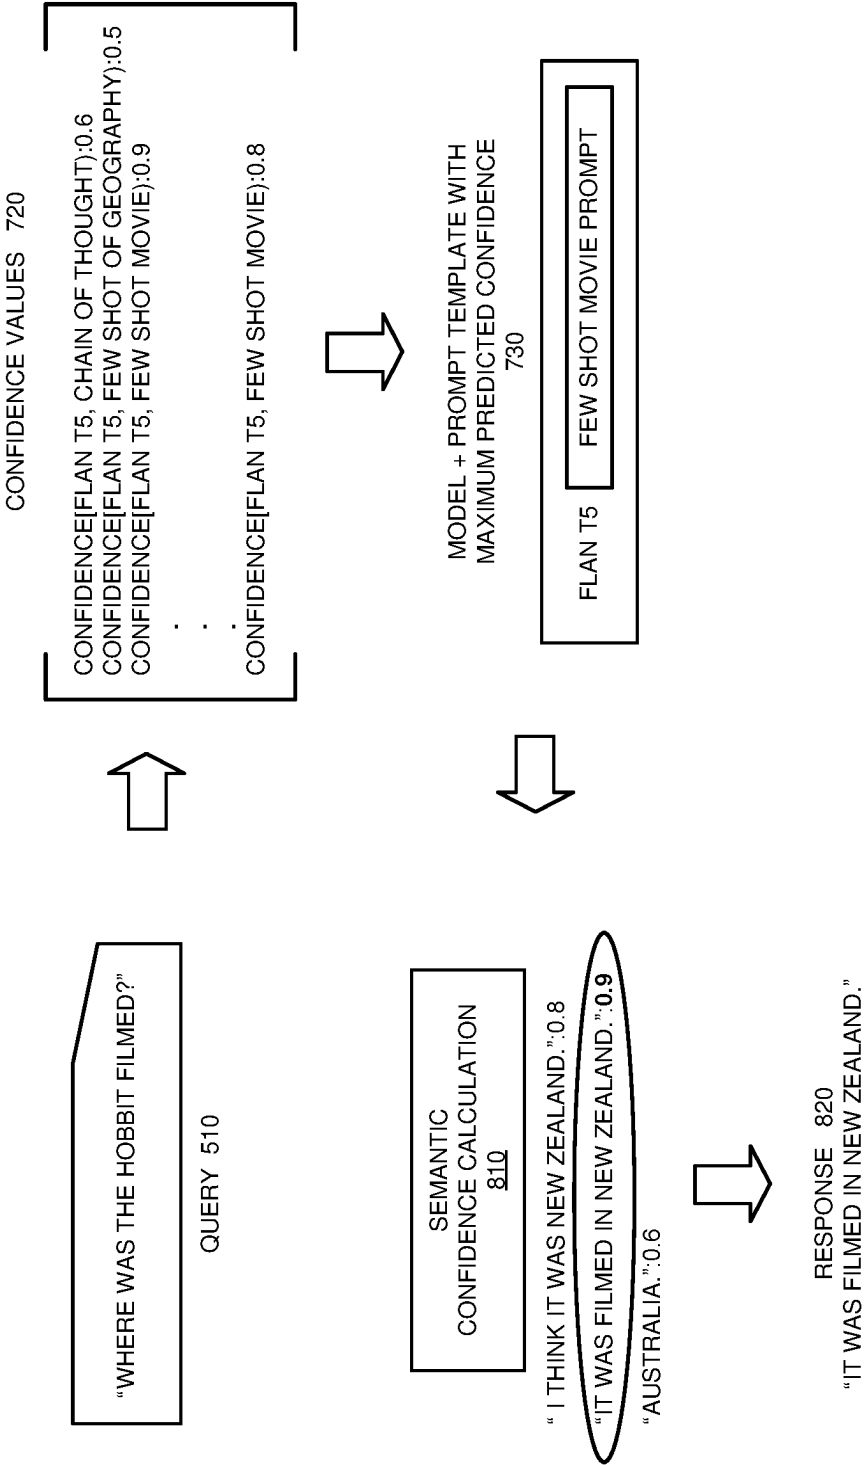 CONFIDENCE VALUES 720
CONFIDENCE[FLAN T5, CHAIN OF THOUGHT):0.6
CONFIDENCE[FLAN T5, FEW SHOT OF GEOGRAPHY):0.5
CONFIDENCE[FLAN T5, FEW SHOT MOVIE):0.9
. . .
CONFIDENCE[FLAN T5, FEW SHOT MOVIE):0.8
“WHERE WAS THE HOBBIT FILMED?”
QUERY 510
MODEL + PROMPT TEMPLATE WITH
MAXIMUM PREDICTED CONFIDENCE
730
FLAN T5
FEW SHOT MOVIE PROMPT
SEMANTIC
CONFIDENCE CALCULATION
810
“ I THINK IT WAS NEW ZEALAND.”:0.8
“IT WAS FILMED IN NEW ZEALAND.”:0.9
“AUSTRALIA.”:0.6
RESPONSE 820
“IT WAS FILMED IN NEW ZEALAND.”